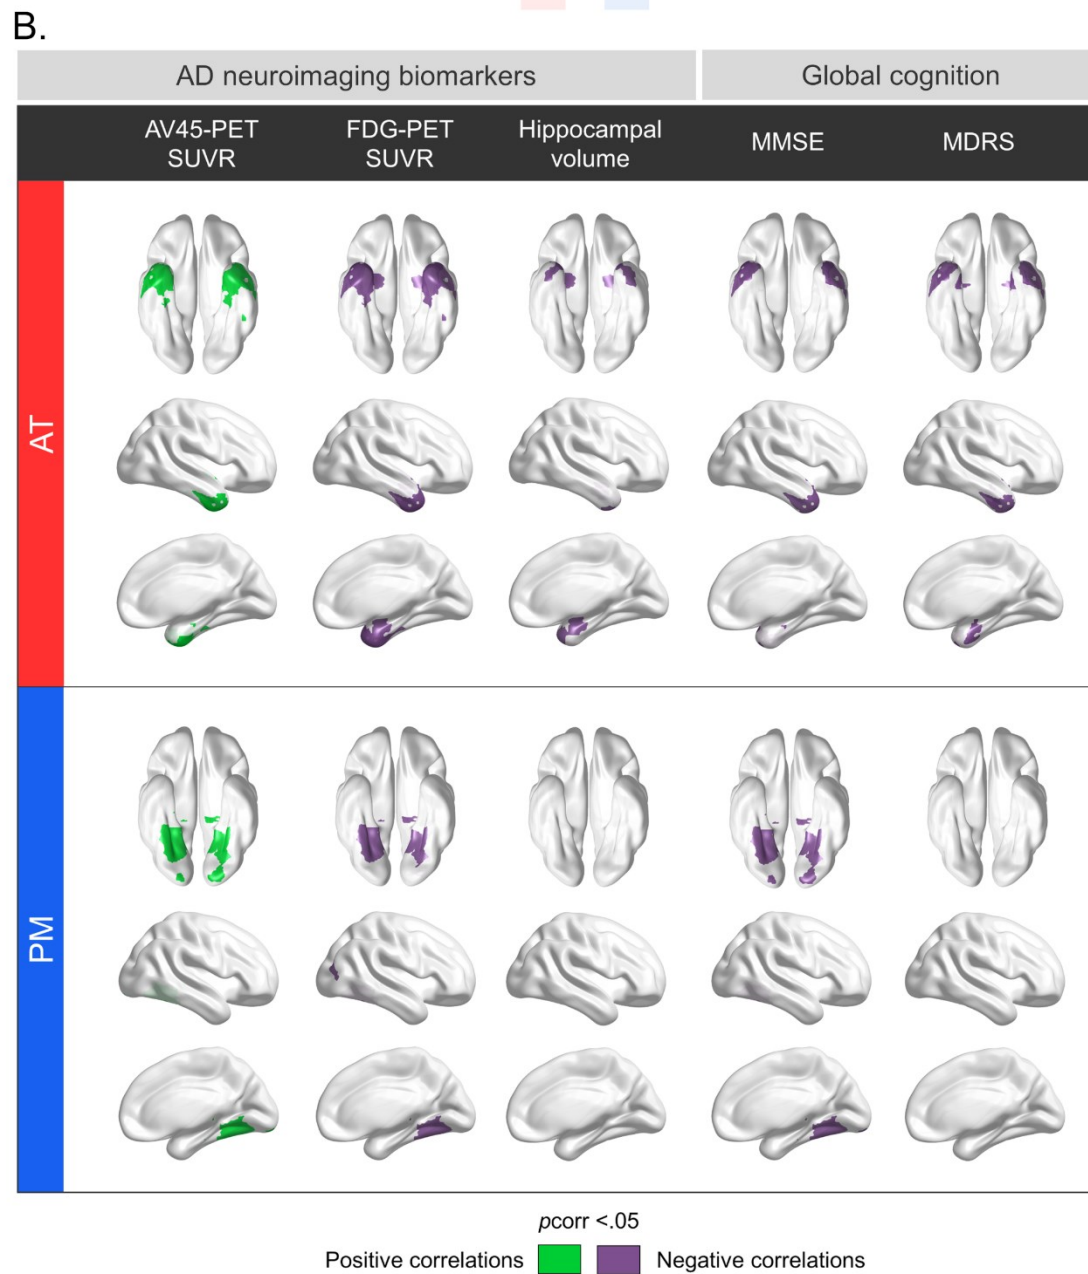 B.
AD neuroimaging biomarkers
Global cognition
AV45-PET
SUVR
FDG-PET
SUVR
Hippocampal
volume
MMSE
MDRS
AT
PM
pcorr <.05
Positive correlations
Negative correlations